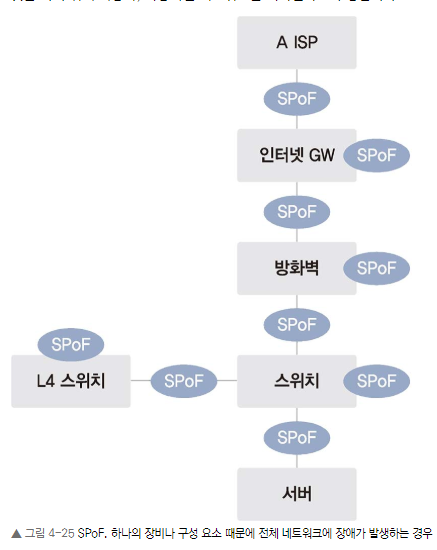 A ISP
SPoF
인터넷 GW
SPoF
SPoF
방화벽
SPoF
SPoF
SPoF
L4 스위치
SPoF
스위치
SPoF
SPoF
서버
▲ 그림 4-25 SPoF. 하나의 장비나 구성 요소 때문에 전체 네트워크에 장애가 발생하는 경우